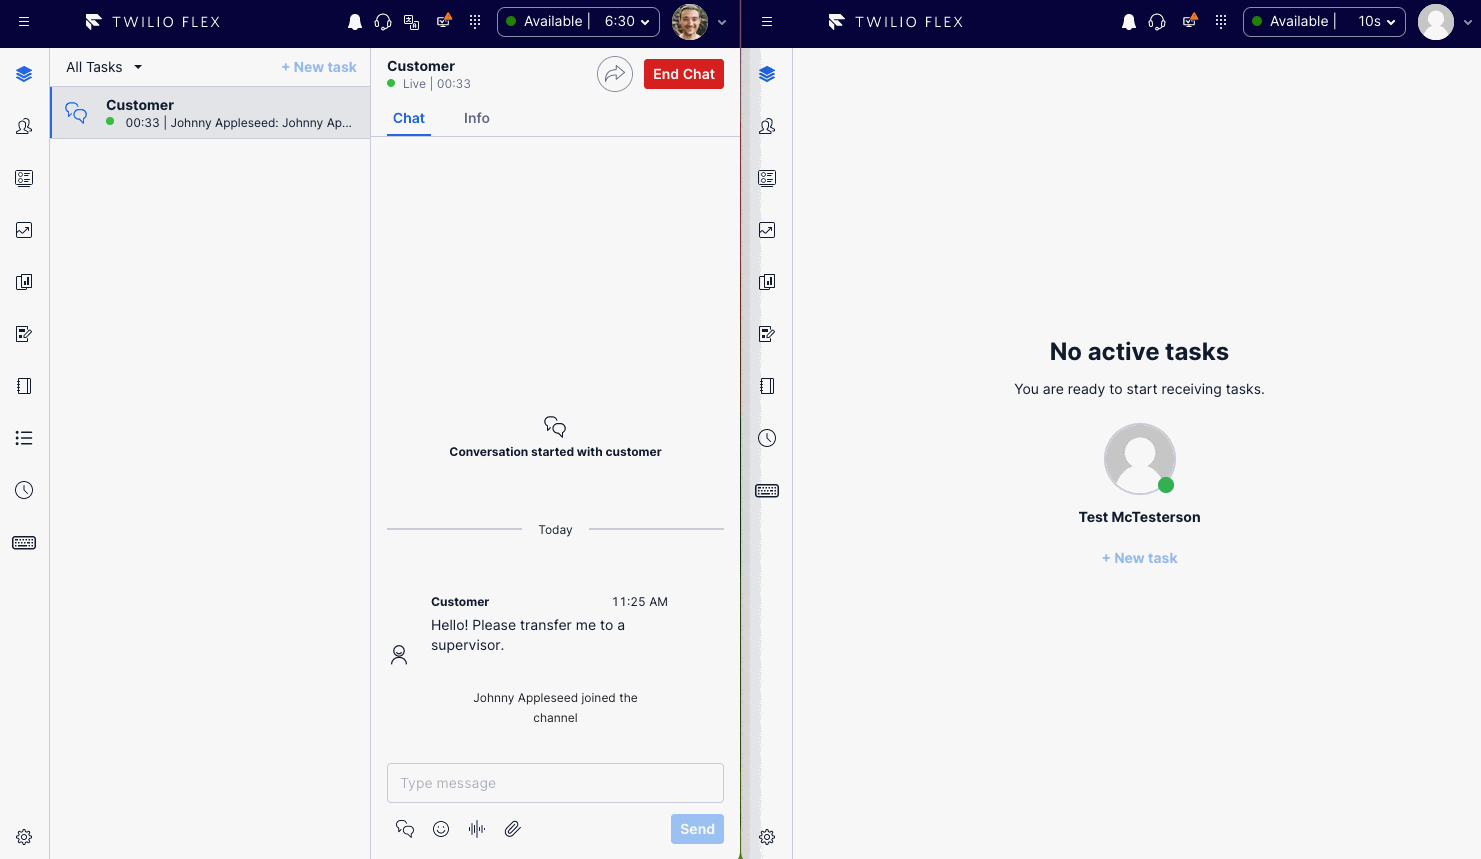 TWILIO FLEX
Available | 6:30
All Tasks
+ New task
Customer
00:33 | Johnny Appleseed: Johnny Ap...
Customer
Live | 00:33
End Chat
Chat
Info
Conversation started with customer
Today
Customer 11:25 AM
Hello! Please transfer me to a
supervisor.
Johnny Appleseed joined the
channel
Type message
Send
TWILIO FLEX
Available | 10s
No active tasks
You are ready to start receiving tasks.
Test McTesterson
+ New task